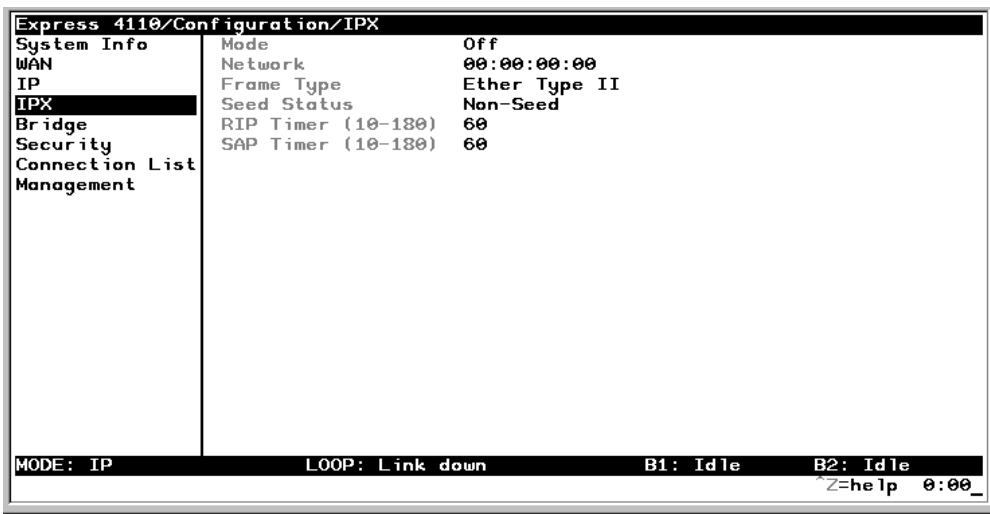 Express 4110/Configuration/IPX
System Info
WAN
IP
IPX
Bridge
Security
Connection List
Management
Mode Off
Network 00:00:00:00
Frame Type Ether Type II
Seed Status Non-Seed
RIP Timer (10-180) 60
SAP Timer (10-180) 60
MODE: IP LOOP: Link down B1: Idle B2: Idle
^Z=help 0:00_